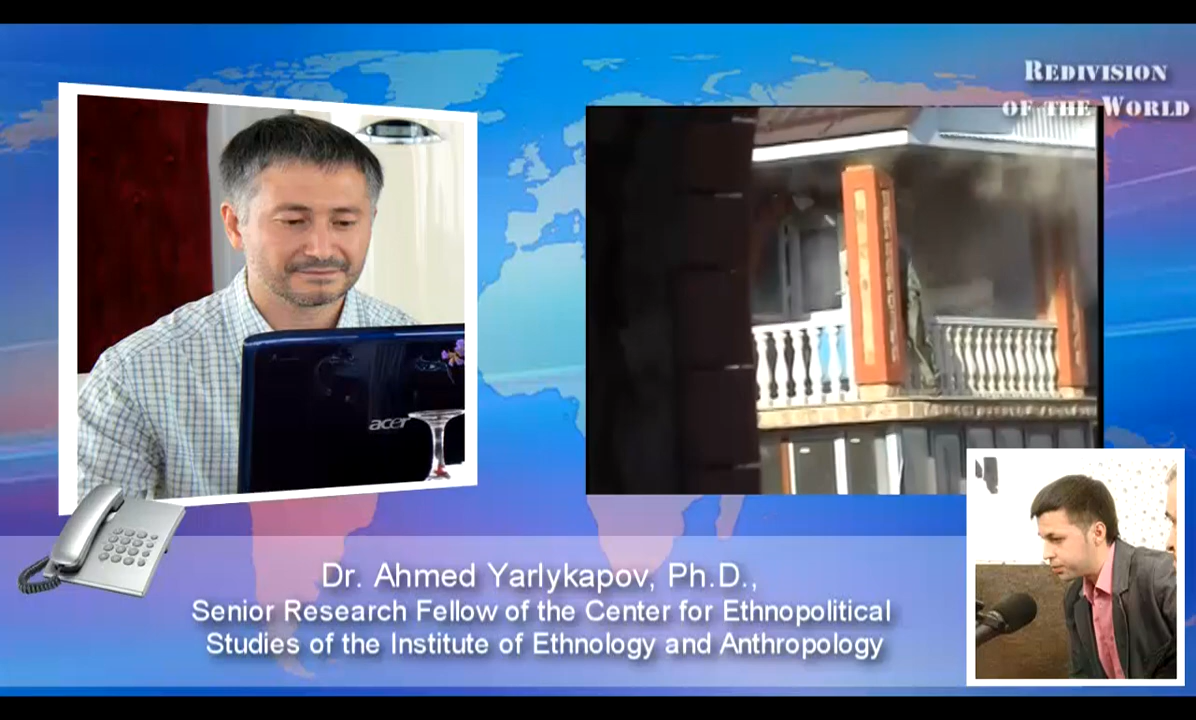 REDIVISION
OF THE WORLD
acer
Dr. Ahmed Yarlykapov, Ph.D.,
Senior Research Fellow of the Center for Ethnopolitical
Studies of the Institute of Ethnology and Anthropology